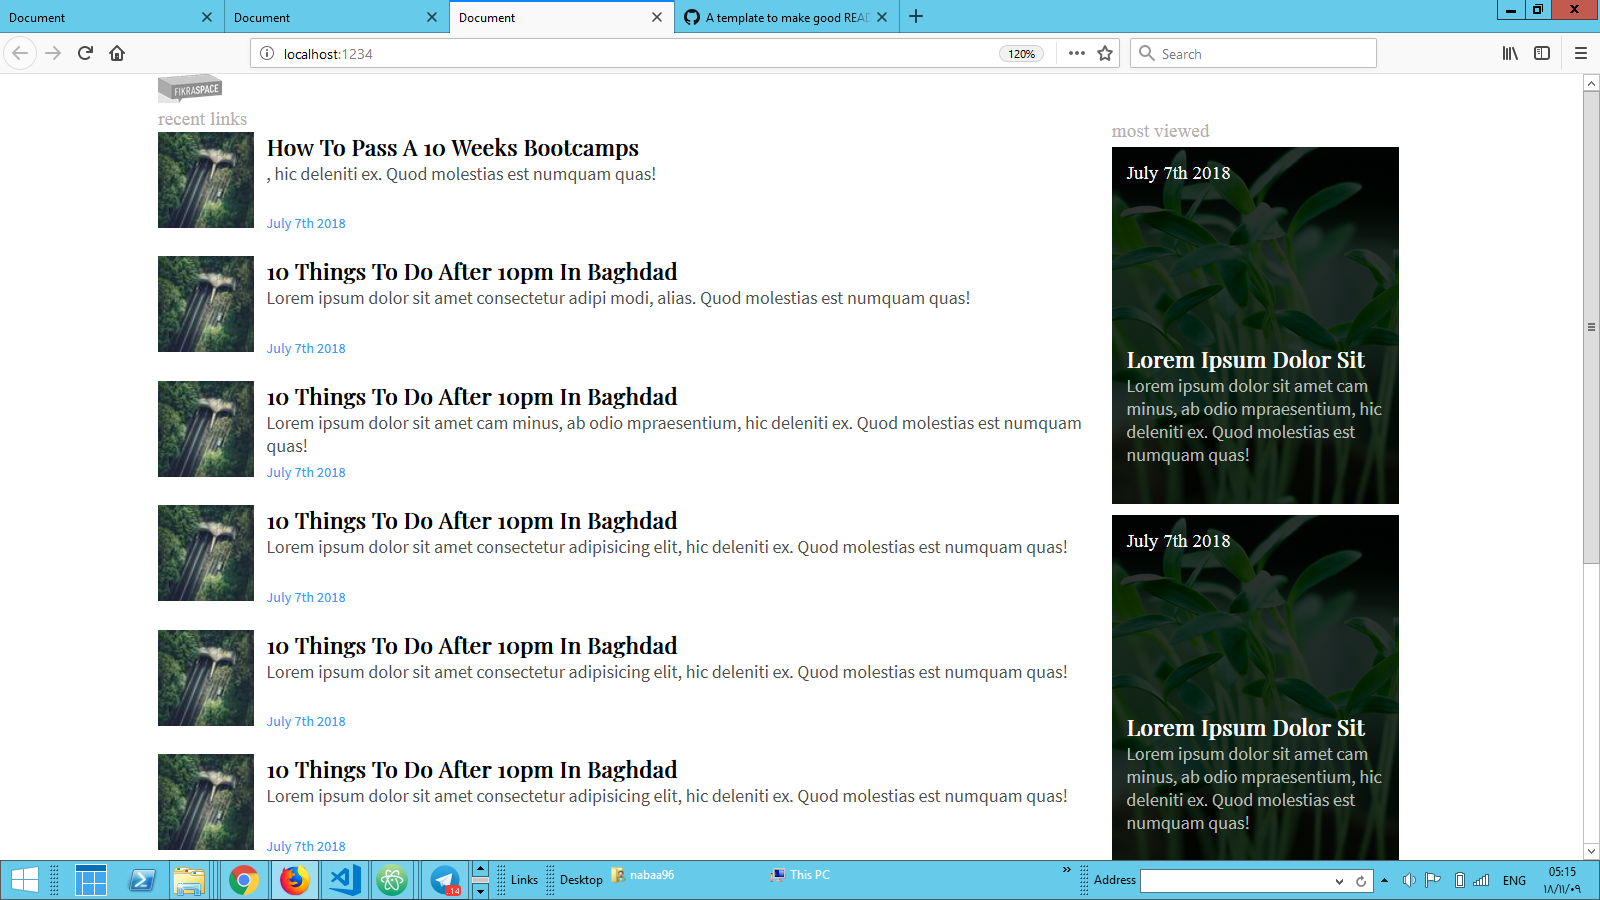 Document
Document
Document
A template to make good READ
localhost:1234
120%
Search
FIKRASPACE
recent links
How To Pass A 10 Weeks Bootcamps
, hic deleniti ex. Quod molestias est numquam quas!
July 7th 2018
10 Things To Do After 10pm In Baghdad
Lorem ipsum dolor sit amet consectetur adipi modi, alias. Quod molestias est numquam quas!
July 7th 2018
10 Things To Do After 10pm In Baghdad
Lorem ipsum dolor sit amet cam minus, ab odio mpraesentium, hic deleniti ex. Quod molestias est numquam
quas!
July 7th 2018
10 Things To Do After 10pm In Baghdad
Lorem ipsum dolor sit amet consectetur adipisicing elit, hic deleniti ex. Quod molestias est numquam quas!
July 7th 2018
10 Things To Do After 10pm In Baghdad
Lorem ipsum dolor sit amet consectetur adipisicing elit, hic deleniti ex. Quod molestias est numquam quas!
July 7th 2018
10 Things To Do After 10pm In Baghdad
Lorem ipsum dolor sit amet consectetur adipisicing elit, hic deleniti ex. Quod molestias est numquam quas!
July 7th 2018
most viewed
July 7th 2018
Lorem Ipsum Dolor Sit
Lorem ipsum dolor sit amet cam
minus, ab odio mpraesentium, hic
deleniti ex. Quod molestias est
numquam quas!
July 7th 2018
Lorem Ipsum Dolor Sit
Lorem ipsum dolor sit amet cam
minus, ab odio mpraesentium, hic
deleniti ex. Quod molestias est
numquam quas!
14
Links
Desktop
nabaa96
This PC
Address
ENG
05:15
١٨/١١/٠٩